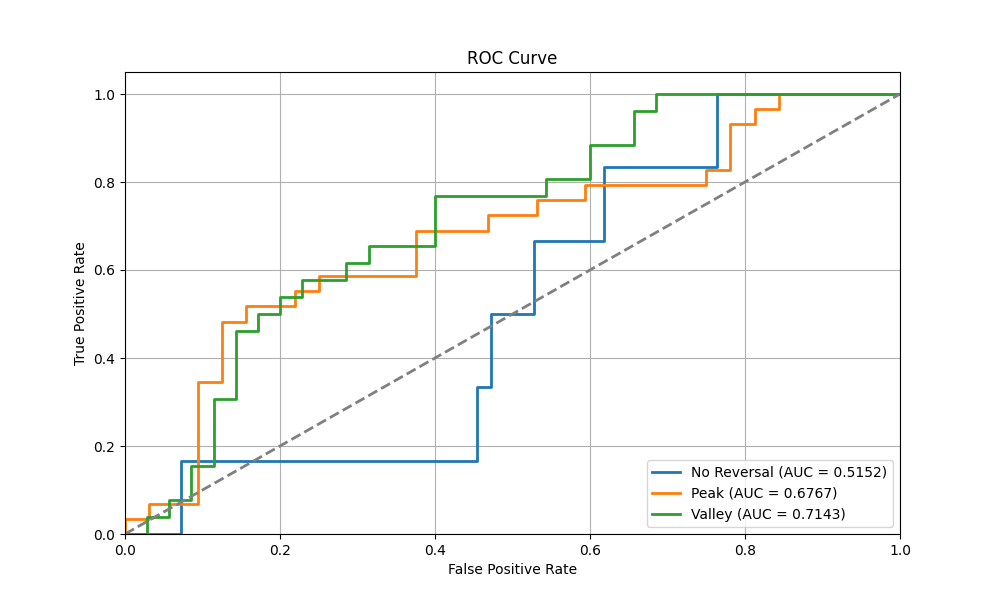 ROC Curve
True Positive Rate
1.0
0.8
0.6
0.4
0.2
0.0
0.0 0.2 0.4 0.6 0.8 1.0
False Positive Rate
No Reversal (AUC = 0.5152)
Peak (AUC = 0.6767)
Valley (AUC = 0.7143)